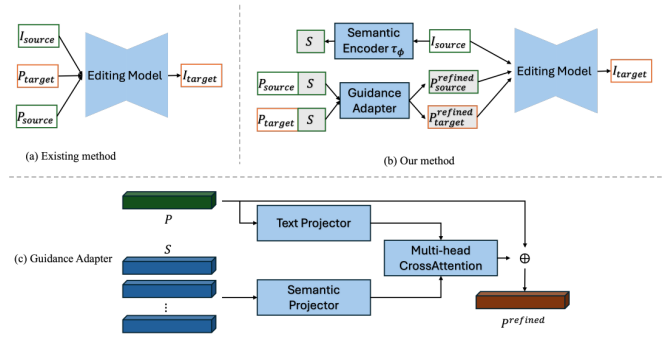 I_source
P_target
P_source
Editing Model
I_target
(a) Existing method
S
Semantic
Encoder τ_ϕ
I_source
P_source S
P_target S
Guidance
Adapter
P_source^refined
P_target^refined
Editing Model
I_target
(b) Our method
P
Text Projector
(c) Guidance Adapter
S
Multi-head
CrossAttention
⊕
⋮
Semantic
Projector
P^refined